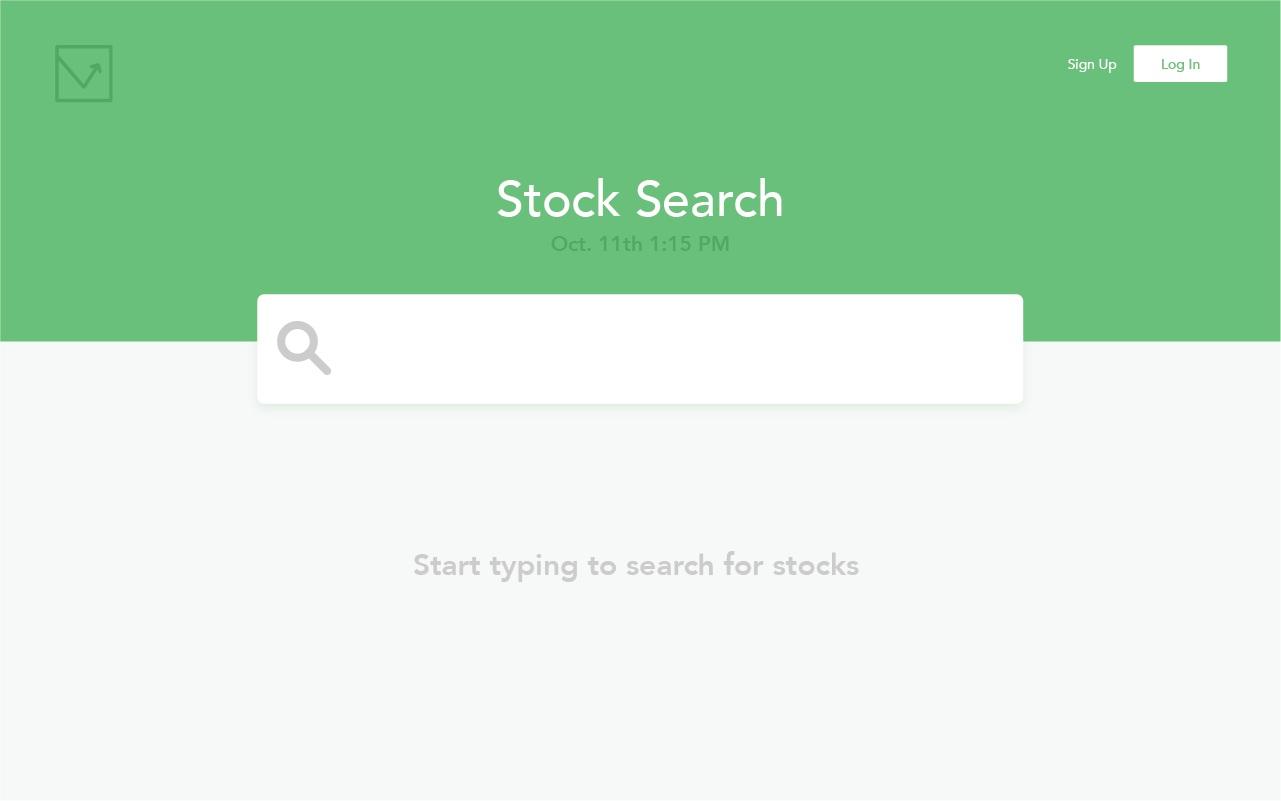 Sign Up
Log In
Stock Search
Oct. 11th 1:15 PM
Start typing to search for stocks